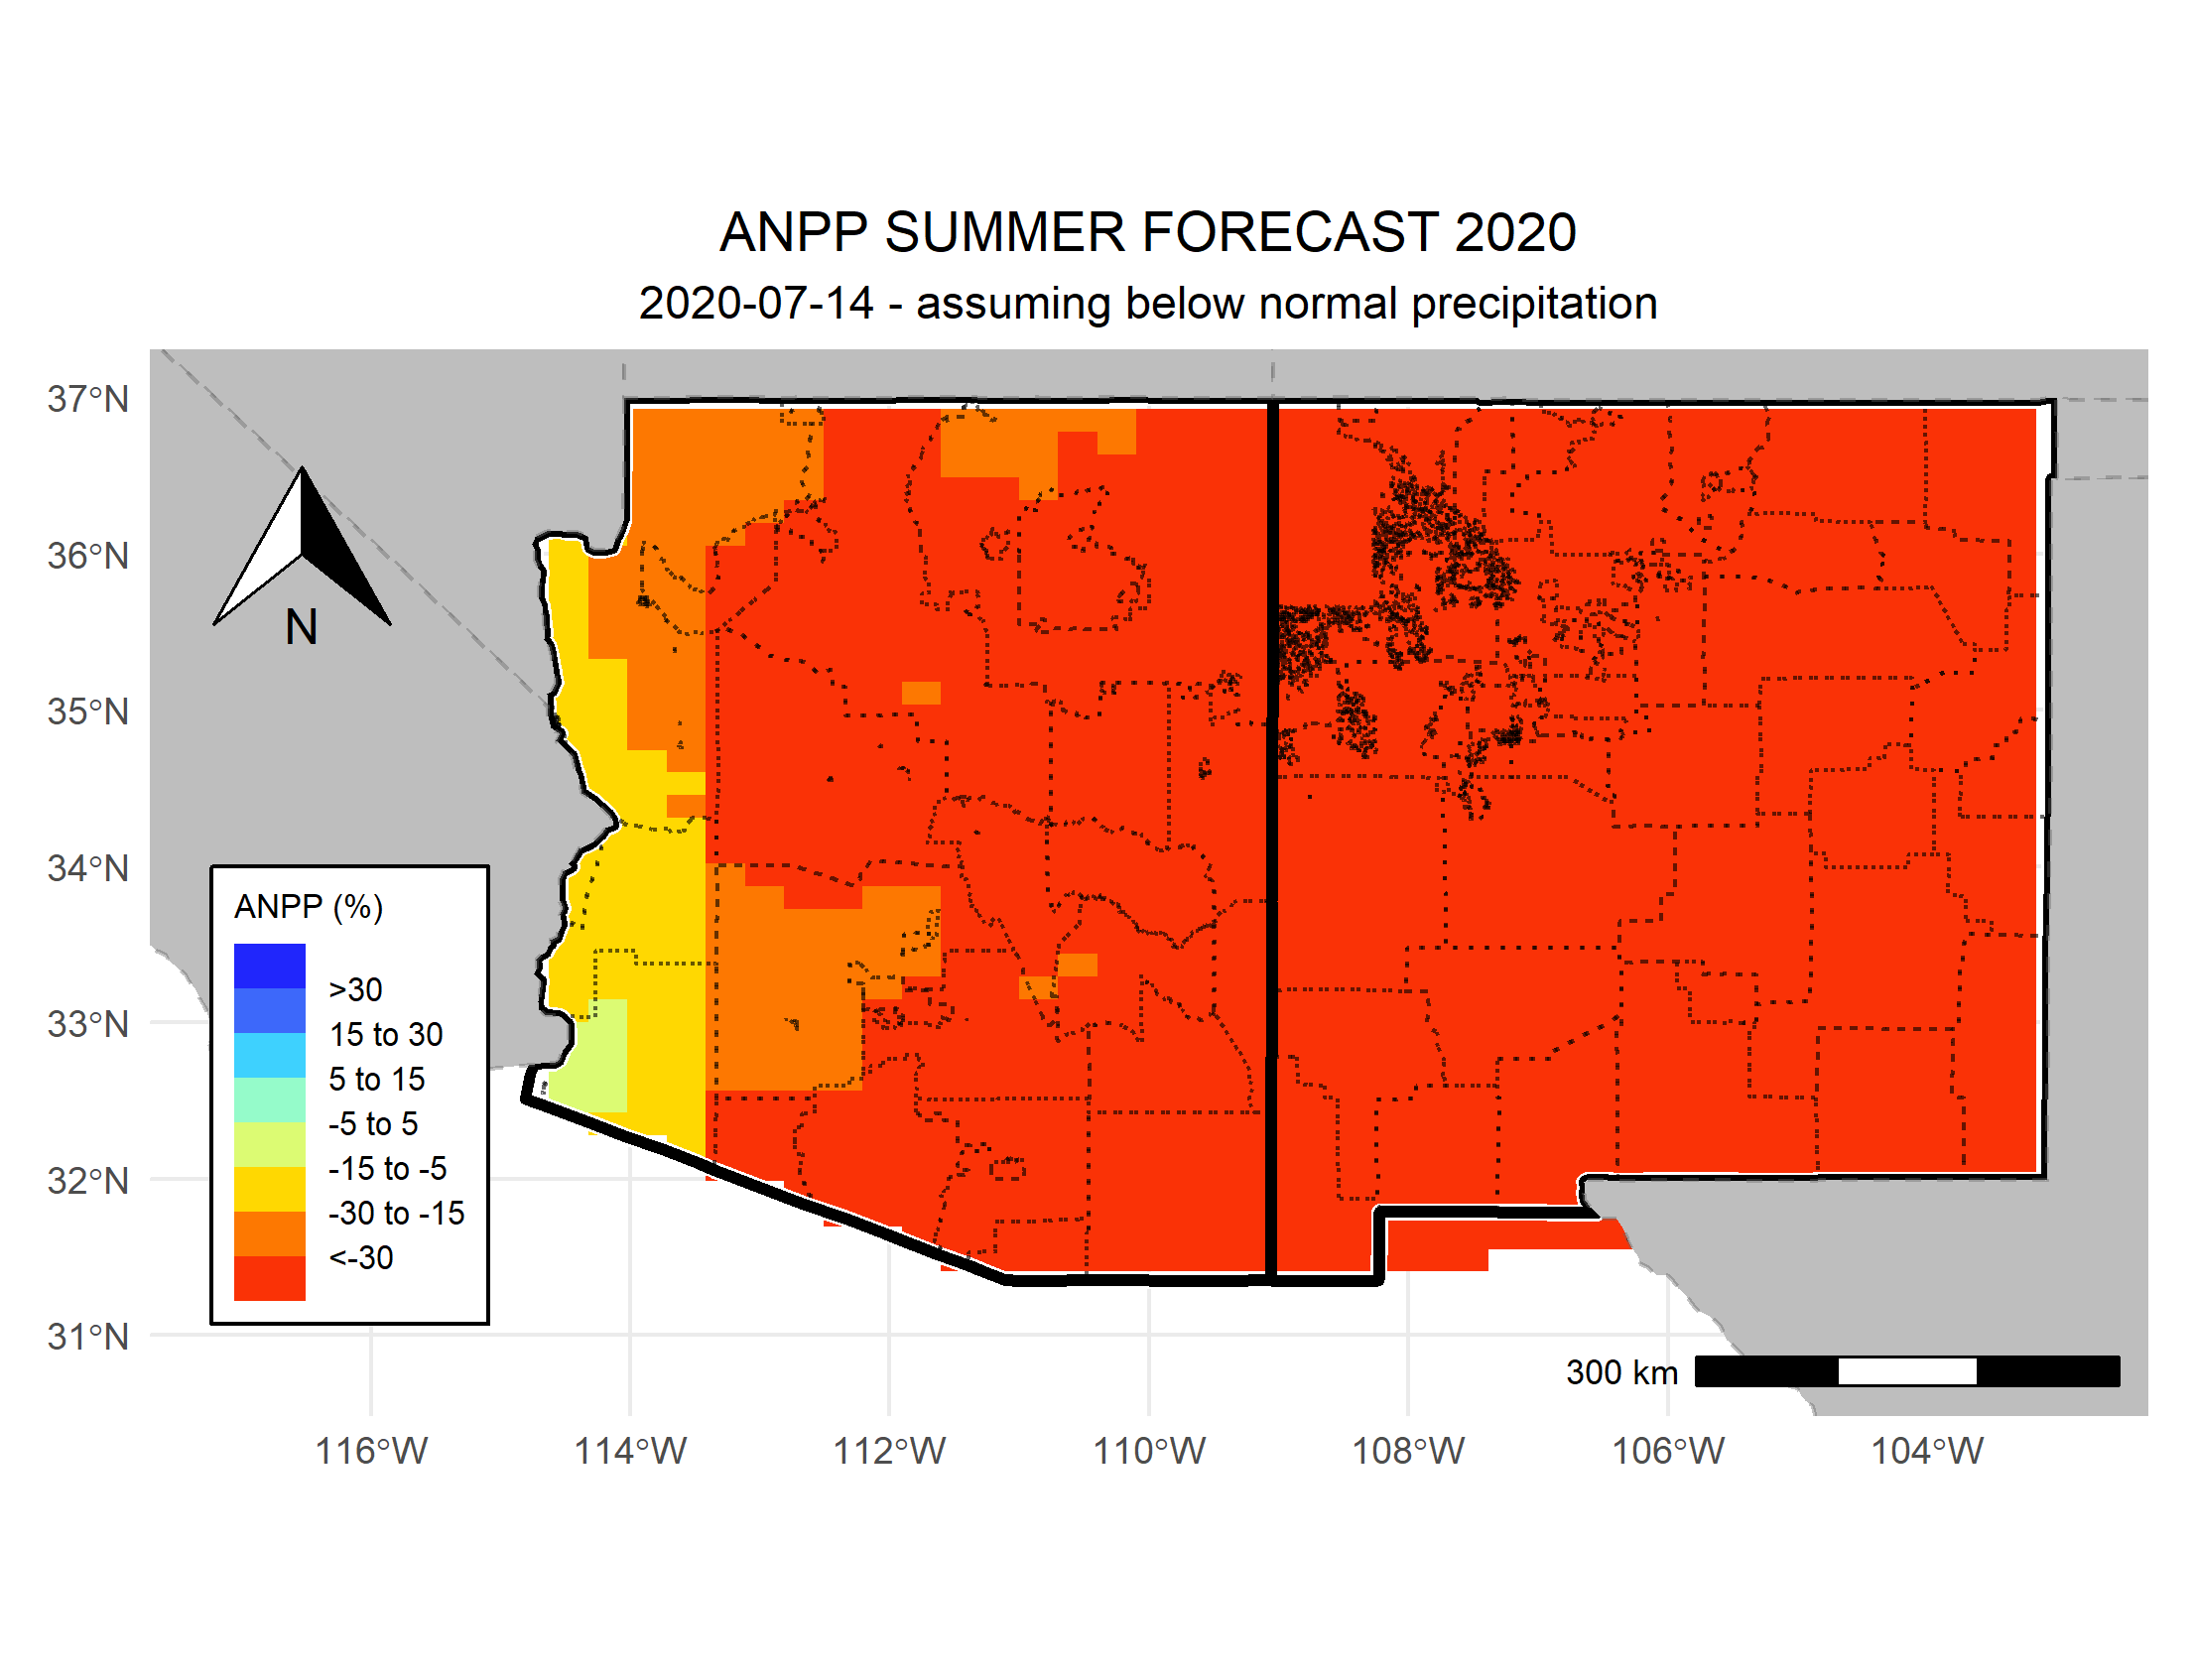 ANPP SUMMER FORECAST 2020
2020-07-14 - assuming below normal precipitation
37°N
36°N
35°N
34°N
33°N
32°N
31°N
N
ANPP (%)
>30
15 to 30
5 to 15
-5 to 5
-15 to -5
-30 to -15
<-30
300 km
116°W 114°W 112°W 110°W 108°W 106°W 104°W